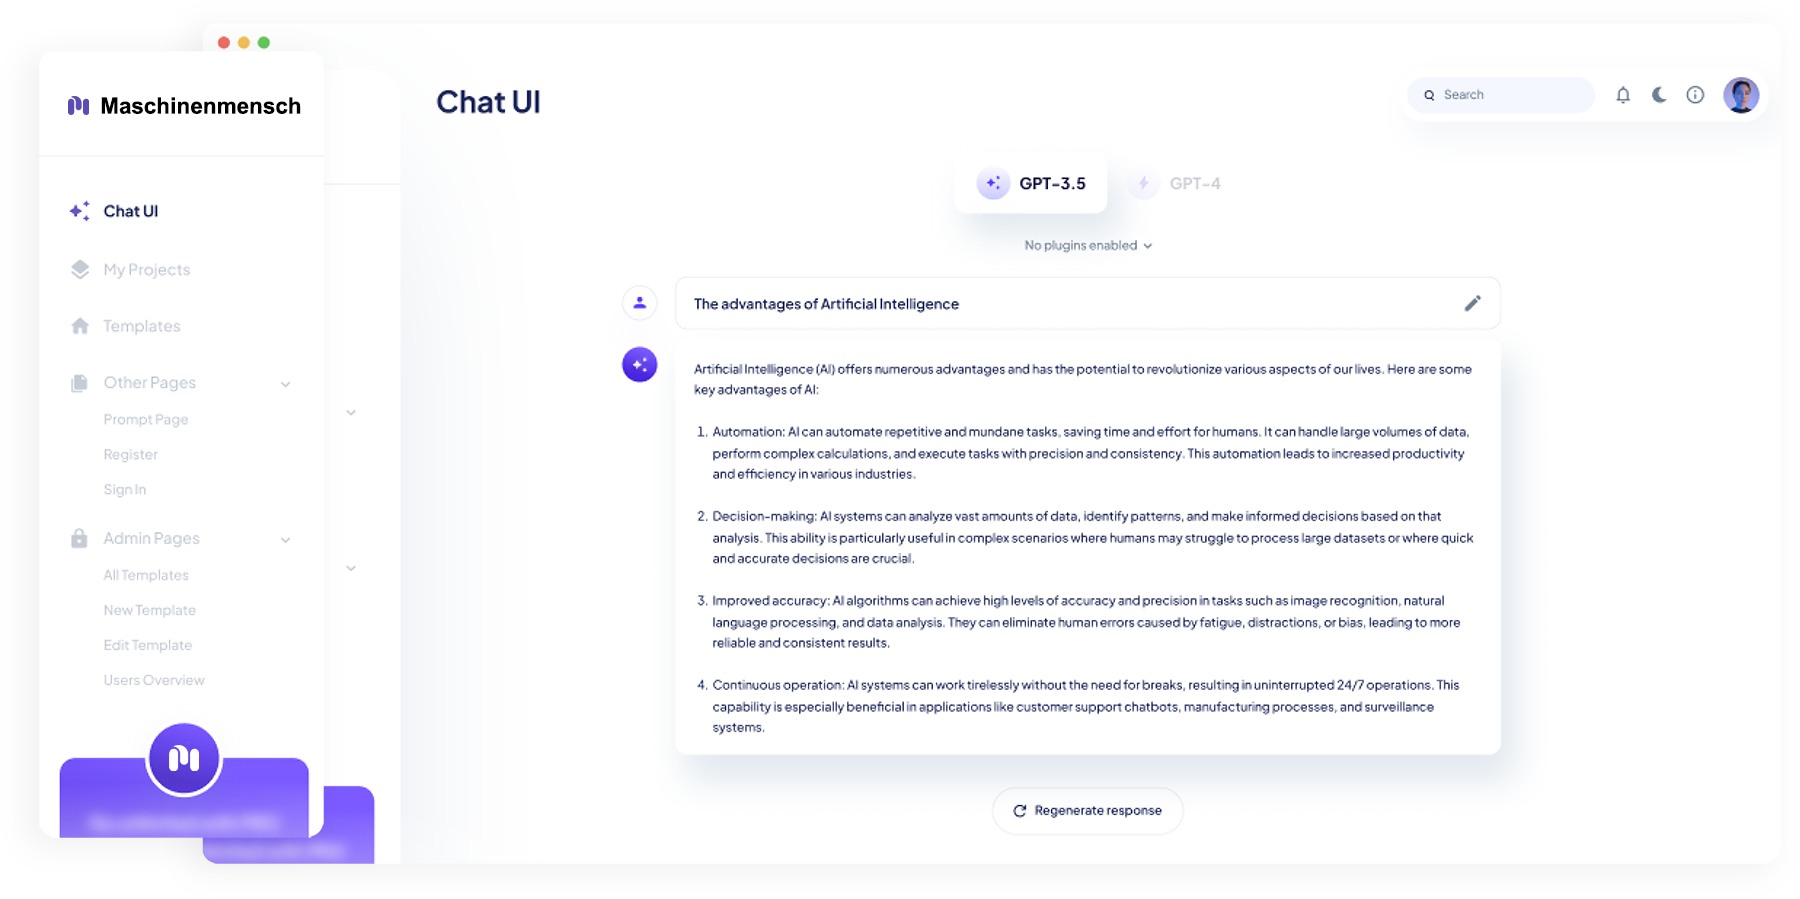 Maschinenmensch
Chat UI
My Projects
Templates
Other Pages
Prompt Page
Register
Sign In
Admin Pages
All Templates
New Template
Edit Template
Users Overview
Chat UI
Search
GPT-3.5
GPT-4
No plugins enabled
The advantages of Artificial Intelligence
Artificial Intelligence (AI) offers numerous advantages and has the potential to revolutionize various aspects of our lives. Here are some
key advantages of AI:
1. Automation: AI can automate repetitive and mundane tasks, saving time and effort for humans. It can handle large volumes of data,
perform complex calculations, and execute tasks with precision and consistency. This automation leads to increased productivity
and efficiency in various industries.
2. Decision-making: AI systems can analyze vast amounts of data, identify patterns, and make informed decisions based on that
analysis. This ability is particularly useful in complex scenarios where humans may struggle to process large datasets or where quick
and accurate decisions are crucial.
3. Improved accuracy: AI algorithms can achieve high levels of accuracy and precision in tasks such as image recognition, natural
language processing, and data analysis. They can eliminate human errors caused by fatigue, distractions, or bias, leading to more
reliable and consistent results.
4. Continuous operation: AI systems can work tirelessly without the need for breaks, resulting in uninterrupted 24/7 operations. This
capability is especially beneficial in applications like customer support chatbots, manufacturing processes, and surveillance
systems.
Regenerate response